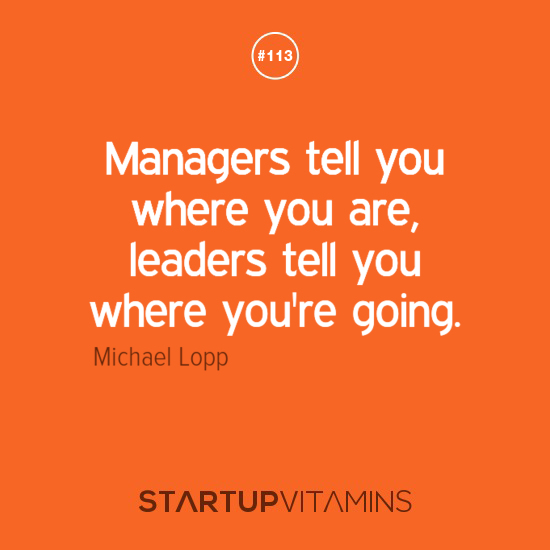 #113
Managers tell you
where you are,
leaders tell you
where you're going.
Michael Lopp
STARTUPVITAMINS